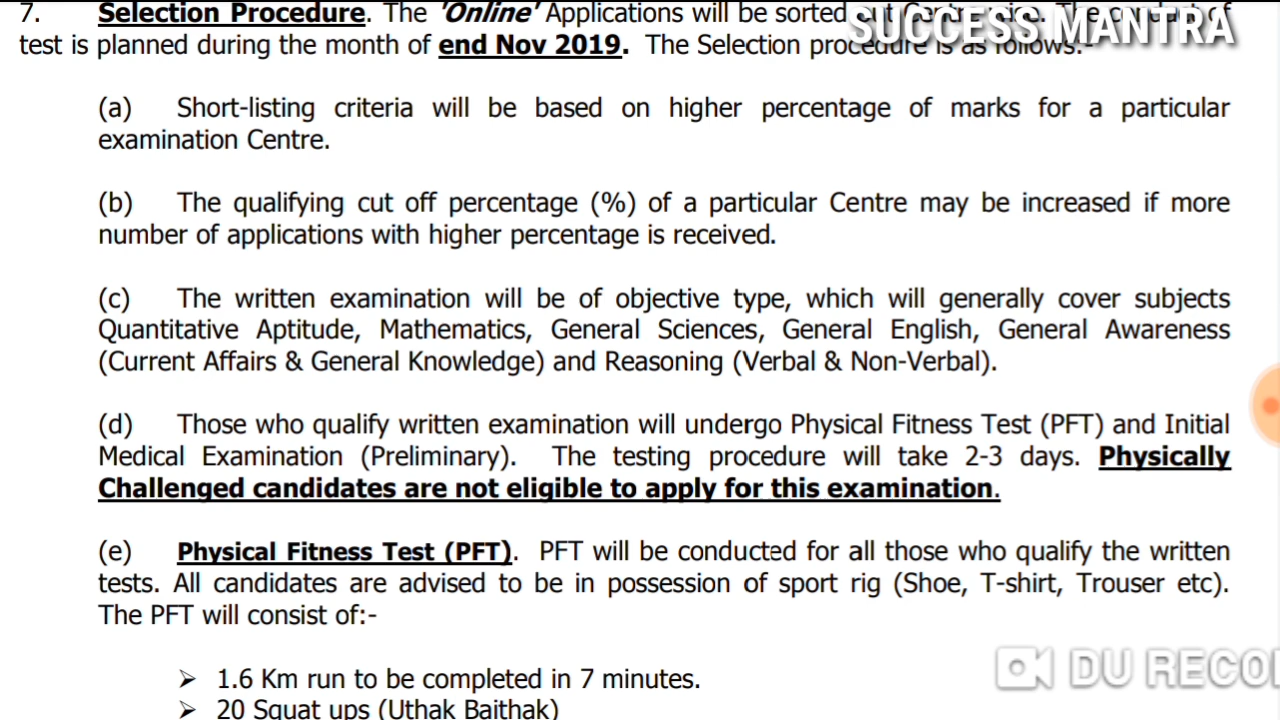 7. Selection Procedure. The 'Online' Applications will be sorted out Centre wise. The conduct of
SUCCESS MANTRA
test is planned during the month of end Nov 2019. The Selection procedure is as follows:-
(a) Short-listing criteria will be based on higher percentage of marks for a particular
examination Centre.
(b) The qualifying cut off percentage (%) of a particular Centre may be increased if more
number of applications with higher percentage is received.
(c) The written examination will be of objective type, which will generally cover subjects
Quantitative Aptitude, Mathematics, General Sciences, General English, General Awareness
(Current Affairs & General Knowledge) and Reasoning (Verbal & Non-Verbal).
(d) Those who qualify written examination will undergo Physical Fitness Test (PFT) and Initial
Medical Examination (Preliminary). The testing procedure will take 2-3 days. Physically
Challenged candidates are not eligible to apply for this examination.
(e) Physical Fitness Test (PFT). PFT will be conducted for all those who qualify the written
tests. All candidates are advised to be in possession of sport rig (Shoe, T-shirt, Trouser etc).
The PFT will consist of:-
➢ 1.6 Km run to be completed in 7 minutes.
DU RECO
➢ 20 Squat ups (Uthak Baithak)